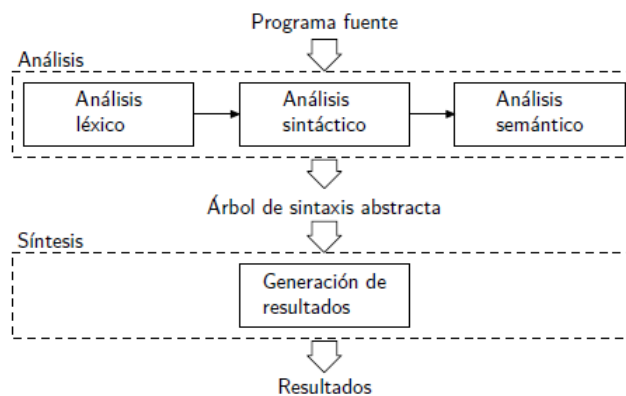 Programa fuente
Análisis
Análisis
léxico
Análisis
sintáctico
Análisis
semántico
Árbol de sintaxis abstracta
Síntesis
Generación de
resultados
Resultados